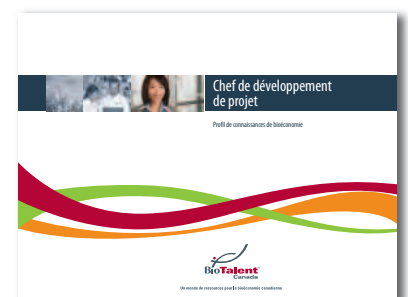 Chef de développement
de projet
Profil de connaissances de bioéconomie
BioTalent
Canada
Un monde de ressources pour la bioéconomie canadienne